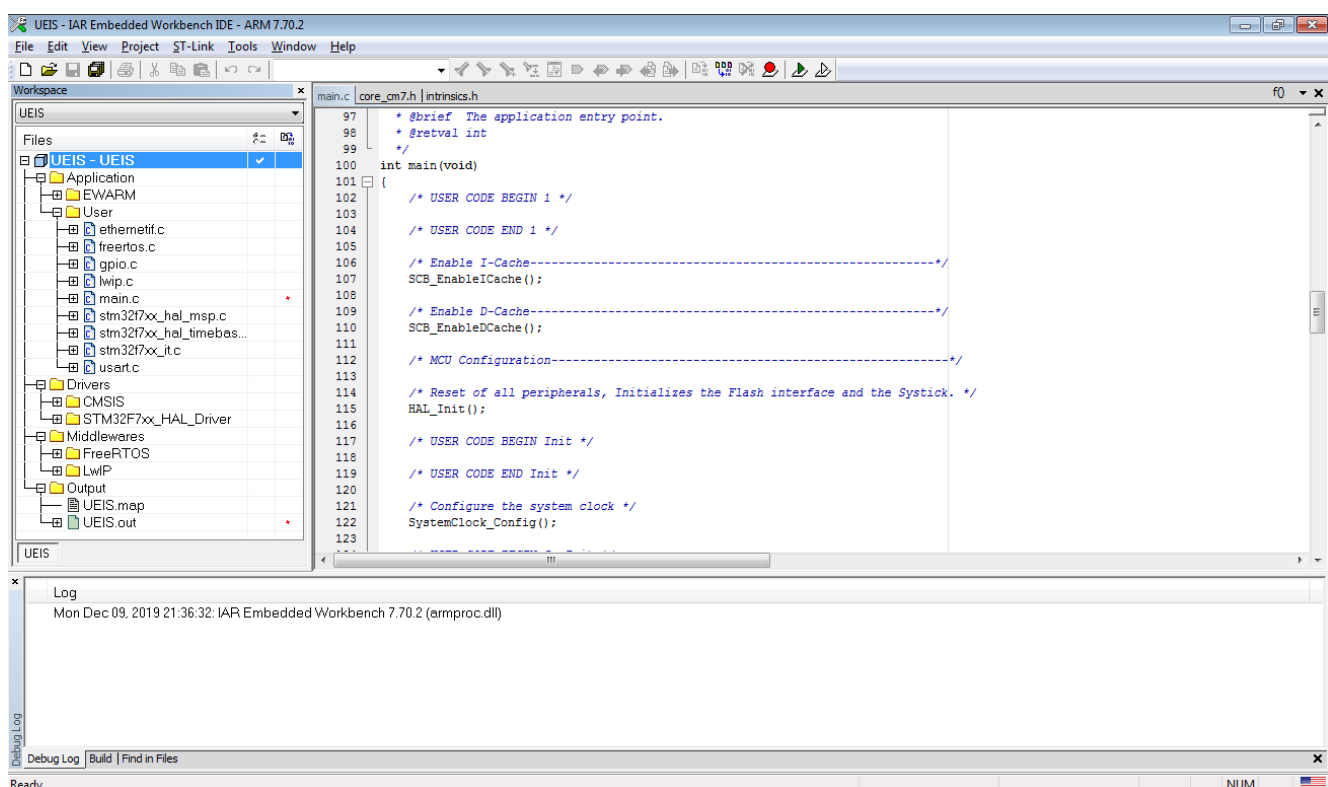 UEIS - IAR Embedded Workbench IDE - ARM 7.70.2
File Edit View Project ST-Link Tools Window Help
Workspace
UEIS
Files
UEIS - UEIS
Application
EWARM
User
ethernetif.c
freertos.c
gpio.c
lwip.c
main.c
stm32f7xx_hal_msp.c
stm32f7xx_hal_timebas...
stm32f7xx_it.c
usart.c
Drivers
CMSIS
STM32F7xx_HAL_Driver
Middlewares
FreeRTOS
LwIP
Output
UEIS.map
UEIS.out
UEIS
main.c core_cm7.h intrinsics.h f()
97 * @brief The application entry point.
98 * @retval int
99 */
100 int main(void)
101 {
102 /* USER CODE BEGIN 1 */
103
104 /* USER CODE END 1 */
105
106 /* Enable I-Cache---------------------------------------------------------*/
107 SCB_EnableICache();
108
109 /* Enable D-Cache---------------------------------------------------------*/
110 SCB_EnableDCache();
111
112 /* MCU Configuration--------------------------------------------------------*/
113
114 /* Reset of all peripherals, Initializes the Flash interface and the Systick. */
115 HAL_Init();
116
117 /* USER CODE BEGIN Init */
118
119 /* USER CODE END Init */
120
121 /* Configure the system clock */
122 SystemClock_Config();
123
Log
Mon Dec 09, 2019 21:36:32: IAR Embedded Workbench 7.70.2 (armproc.dll)
Debug Log
Debug Log Build Find in Files
Ready NUM